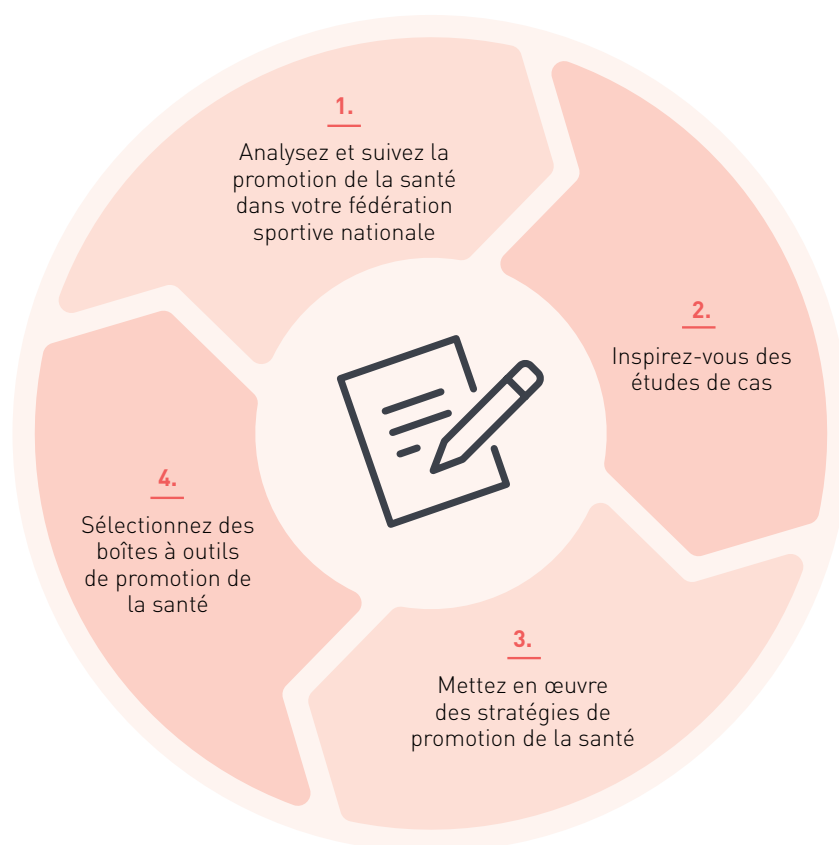 1.
Analysez et suivez la
promotion de la santé
dans votre fédération
sportive nationale
2.
Inspirez-vous des
études de cas
3.
Mettez en œuvre
des stratégies de
promotion de la santé
4.
Sélectionnez des
boîtes à outils
de promotion de
la santé